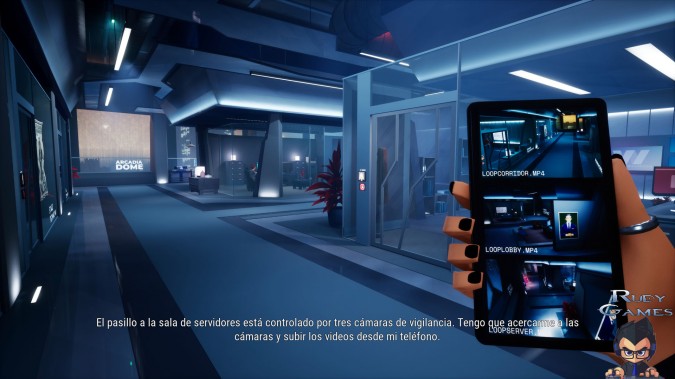 ARCADIA
DOME
LOOPCORRIDOR.MP4
LOOPLOBBY.MP4
LOOPSERVER
El pasillo a la sala de servidores está controlado por tres cámaras de vigilancia. Tengo que acercarme a las
cámaras y subir los videos desde mi teléfono.
RUEY
GAMES